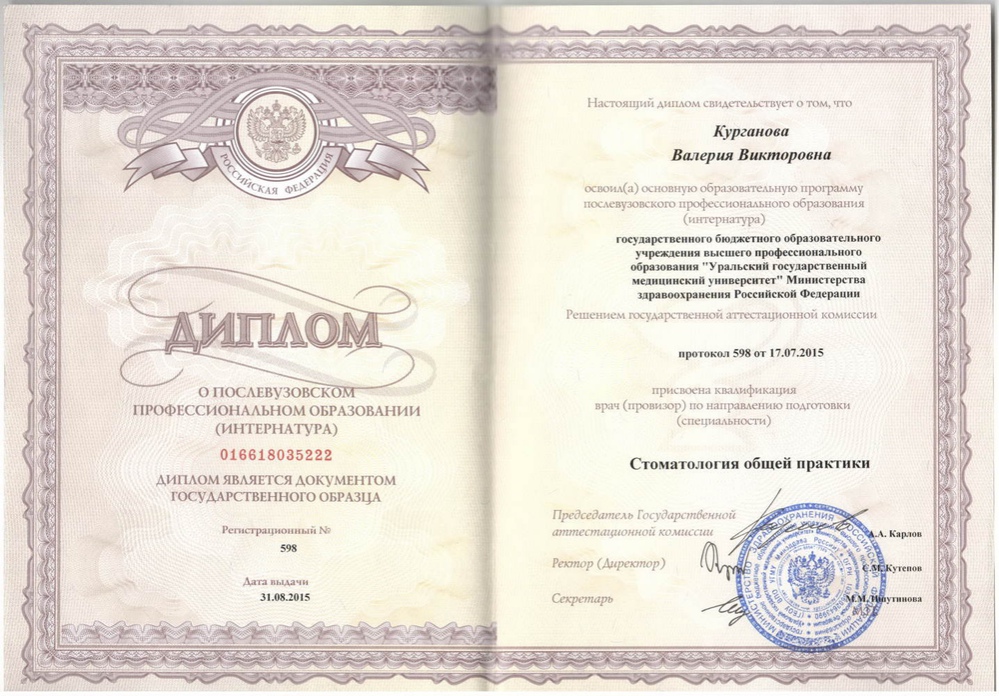 РОССИЙСКАЯ ФЕДЕРАЦИЯ
ДИПЛОМ
О ПОСЛЕВУЗОВСКОМ
ПРОФЕССИОНАЛЬНОМ ОБРАЗОВАНИИ
(ИНТЕРНАТУРА)
016618035222
ДИПЛОМ ЯВЛЯЕТСЯ ДОКУМЕНТОМ
ГОСУДАРСТВЕННОГО ОБРАЗЦА
Регистрационный №
598
Дата выдачи
31.08.2015
Настоящий диплом свидетельствует о том, что
Курганова
Валерия Викторовна
освоил(а) основную образовательную программу
послевузовского профессионального образования
(интернатура)
государственного бюджетного образовательного
учреждения высшего профессионального
образования "Уральский государственный
медицинский университет" Министерства
здравоохранения Российской Федерации
Решением государственной аттестационной комиссии
протокол 598 от 17.07.2015
присвоена квалификация
врач (провизор) по направлению подготовки
(специальности)
Стоматология общей практики
Председатель Государственной
аттестационной комиссии
А.А. Карлов
Ректор (Директор)
С.М. Кутепов
Секретарь
М.М.
МИНИСТЕРСТВО ЗДРАВООХРАНЕНИЯ РОССИЙСКОЙ ФЕДЕРАЦИИ